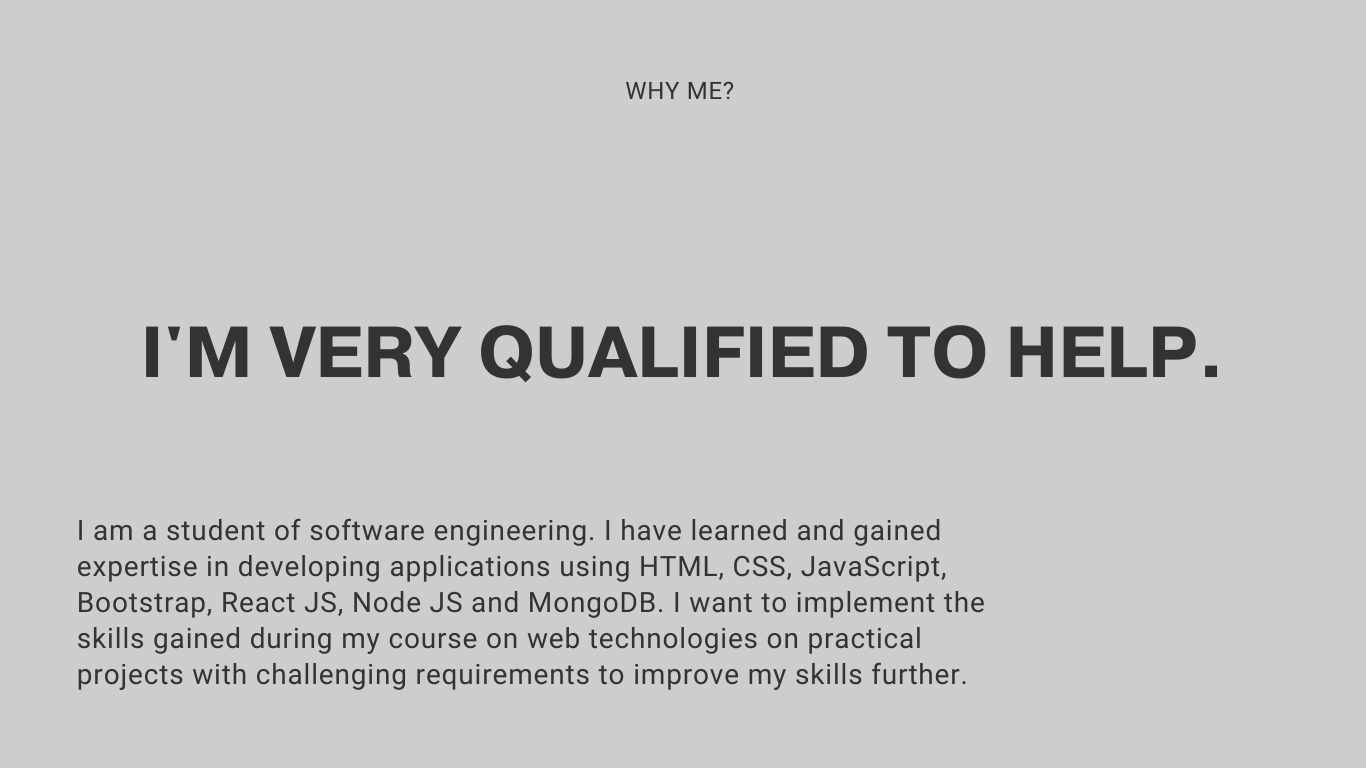 WHY ME?
I'M VERY QUALIFIED TO HELP.
I am a student of software engineering. I have learned and gained
expertise in developing applications using HTML, CSS, JavaScript,
Bootstrap, React JS, Node JS and MongoDB. I want to implement the
skills gained during my course on web technologies on practical
projects with challenging requirements to improve my skills further.